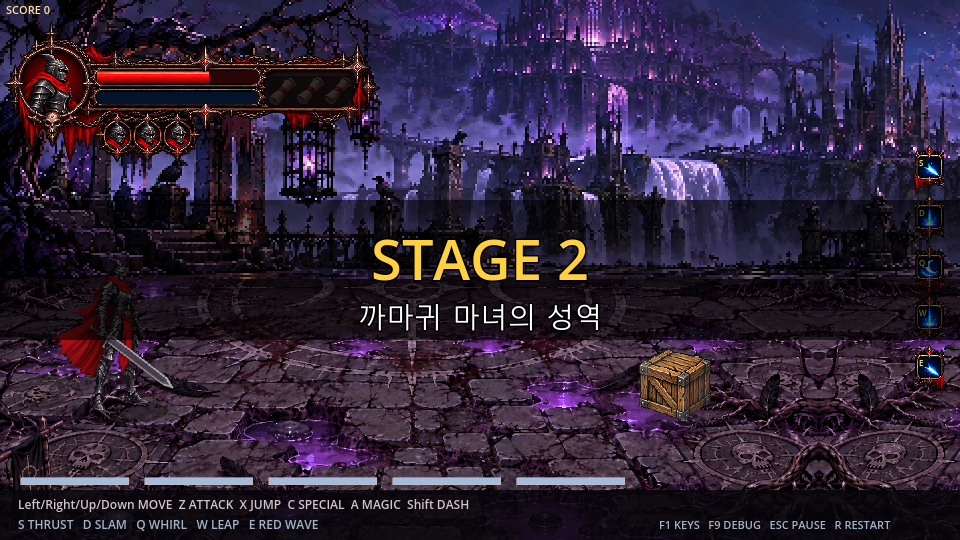 SCORE 0
S
D
Q
STAGE 2
까마귀 마녀의 성역
W
E
Left/Right/Up/Down MOVE  Z ATTACK  X JUMP  C SPECIAL  A MAGIC  Shift DASH
S THRUST  D SLAM  Q WHIRL  W LEAP  E RED WAVE
F1 KEYS  F9 DEBUG  ESC PAUSE  R RESTART